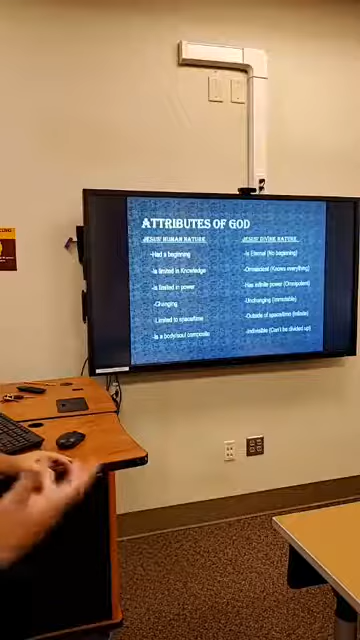 ATTRIBUTES OF GOD
JESUS' HUMAN NATURE
-Had a beginning
-Is limited in Knowledge
-Is limited in power
-Changing
-Limited to space/time
-Is a body/soul composite
JESUS' DIVINE NATURE
-Is Eternal (No beginning)
-Omniscient (Knows everything)
-Has infinite power (Omnipotent)
-Unchanging (Immutable)
-Outside of space/time (Infinite)
-Indivisible (Can't be divided up)